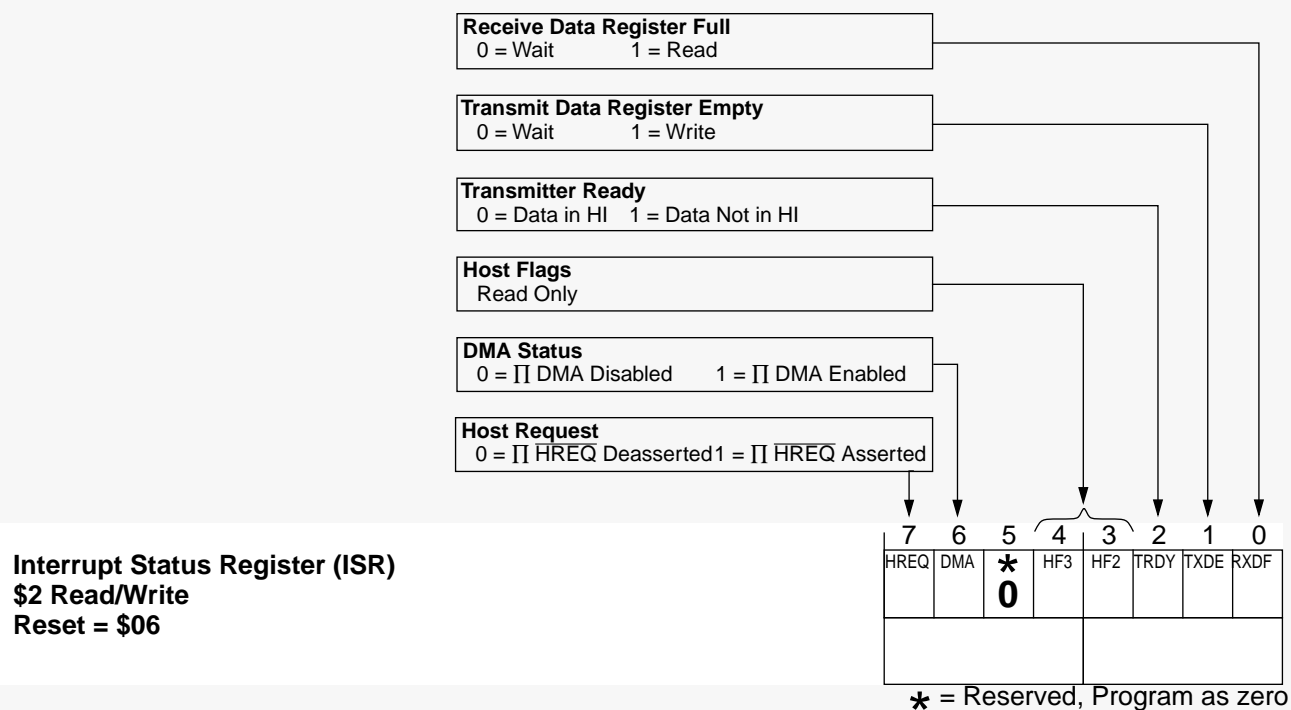 Receive Data Register Full
0 = Wait 1 = Read
Transmit Data Register Empty
0 = Wait 1 = Write
Transmitter Ready
0 = Data in HI 1 = Data Not in HI
Host Flags
Read Only
DMA Status
0 = ∏ DMA Disabled 1 = ∏ DMA Enabled
Host Request
0 = ∏ HREQ Deasserted 1 = ∏ HREQ Asserted
7 6 5 4 3 2 1 0
HREQ DMA * HF3 HF2 TRDY TXDE RXDF
0
Interrupt Status Register (ISR)
$2 Read/Write
Reset = $06
* = Reserved, Program as zero